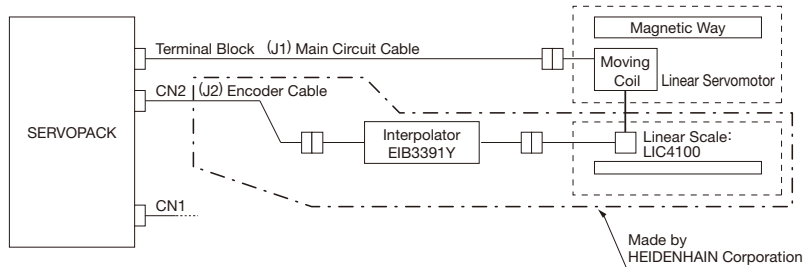 Magnetic Way
Terminal Block (J1) Main Circuit Cable
Moving
Coil
Linear Servomotor
CN2 (J2) Encoder Cable
SERVOPACK
Interpolator
EIB3391Y
Linear Scale:
LIC4100
CN1
Made by
HEIDENHAIN Corporation